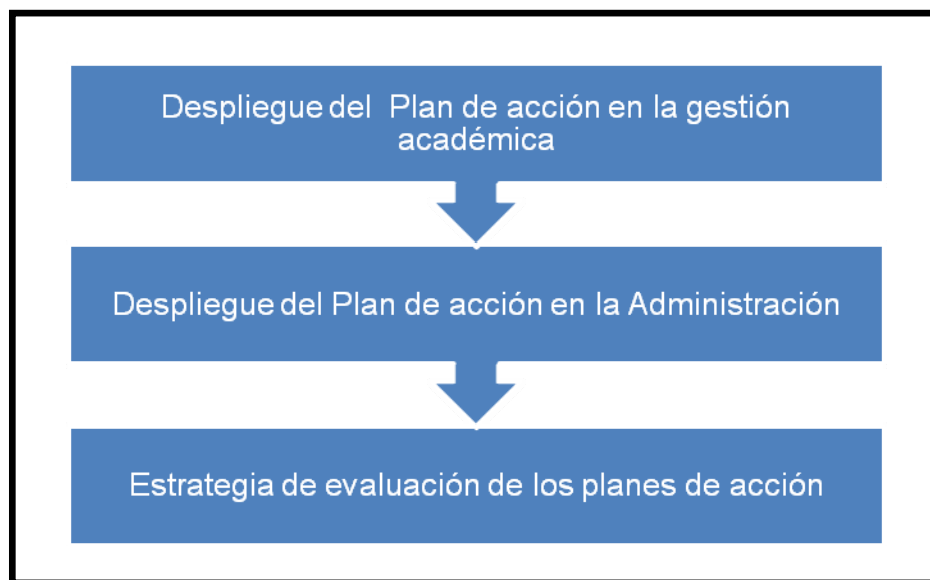 Despliegue del Plan de acción en la gestión
académica
Despliegue del Plan de acción en la Administración
Estrategia de evaluación de los planes de acción